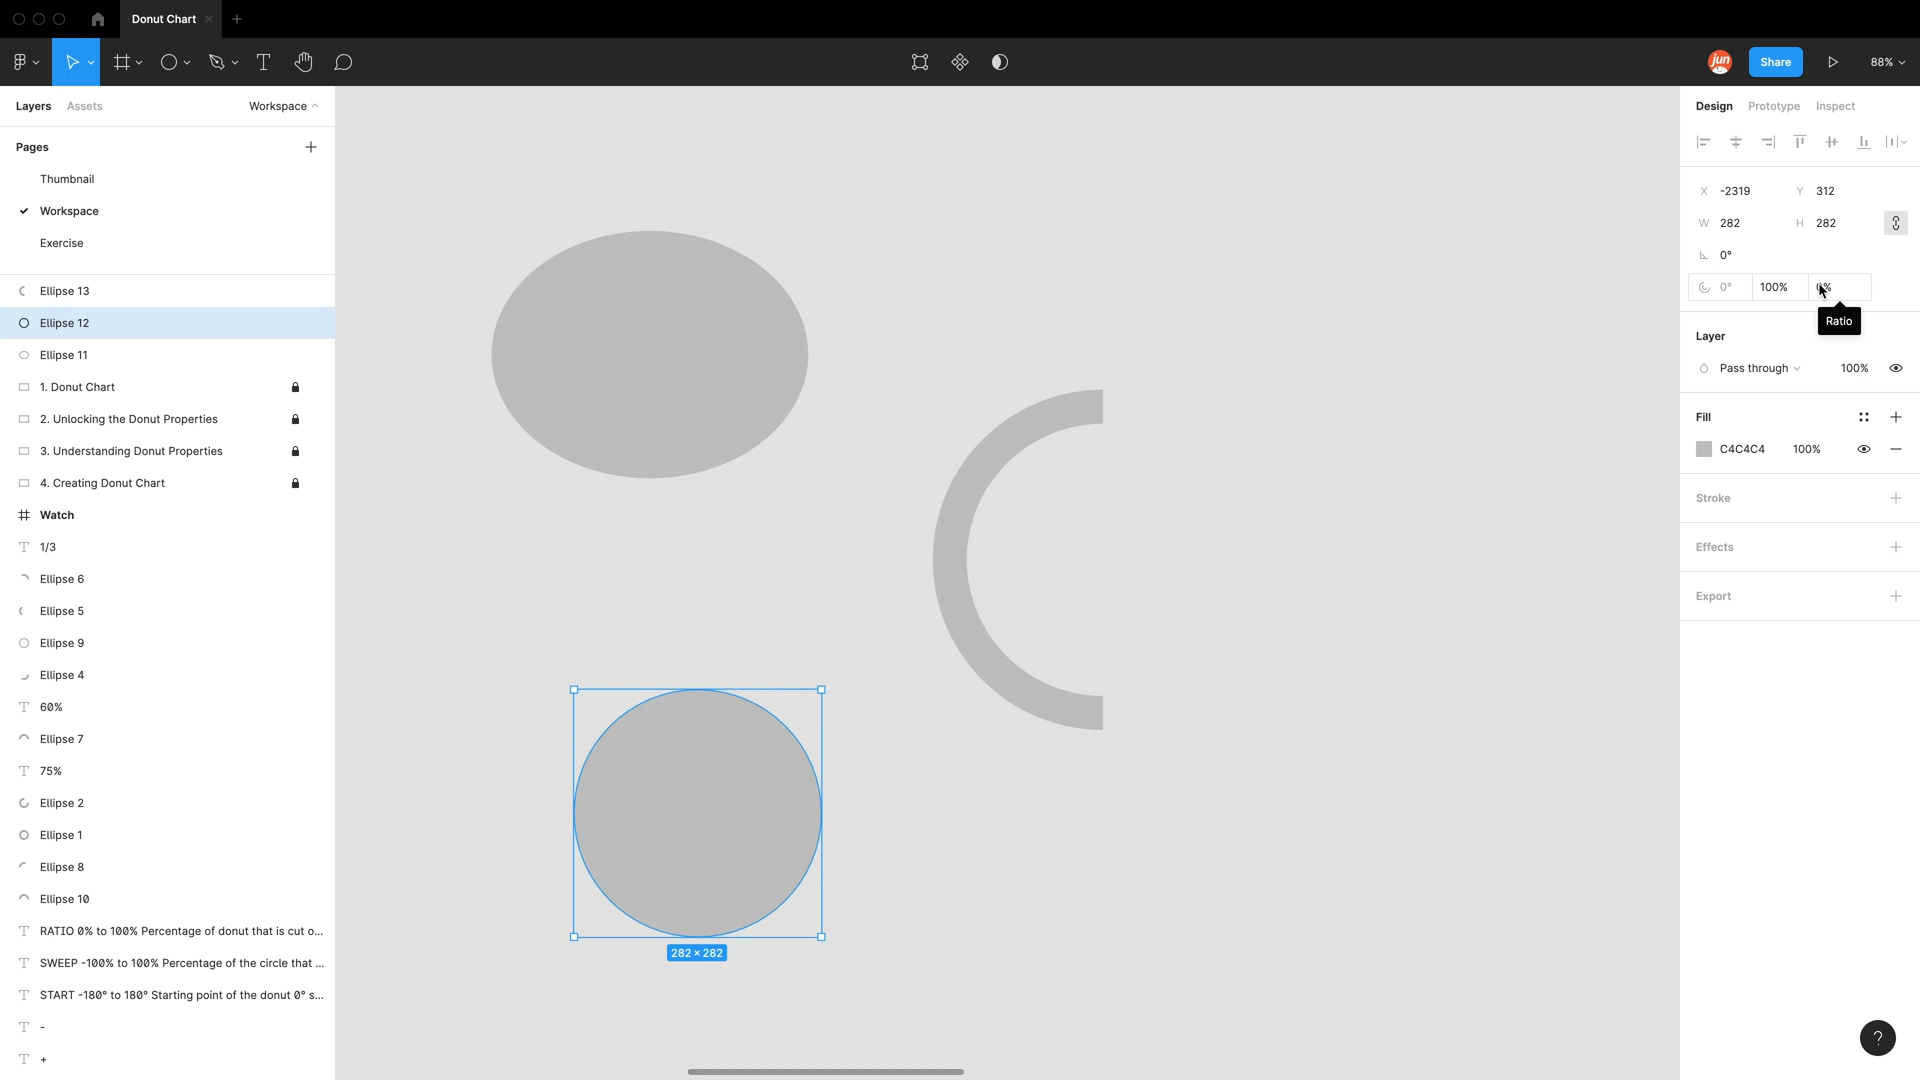 Donut Chart
jun
Share
88%
Layers
Assets
Workspace
Pages
Thumbnail
Workspace
Exercise
Ellipse 13
Ellipse 12
Ellipse 11
1. Donut Chart
2. Unlocking the Donut Properties
3. Understanding Donut Properties
4. Creating Donut Chart
Watch
1/3
Ellipse 6
Ellipse 5
Ellipse 9
Ellipse 4
60%
Ellipse 7
75%
Ellipse 2
Ellipse 1
Ellipse 8
Ellipse 10
RATIO 0% to 100% Percentage of donut that is cut o...
SWEEP -100% to 100% Percentage of the circle that ...
START -180° to 180° Starting point of the donut 0° s...
-
+
282 × 282
Design
Prototype
Inspect
X -2319
Y 312
W 282
H 282
0°
0°
100%
Ratio
Layer
Pass through
100%
Fill
C4C4C4
100%
Stroke
Effects
Export
?